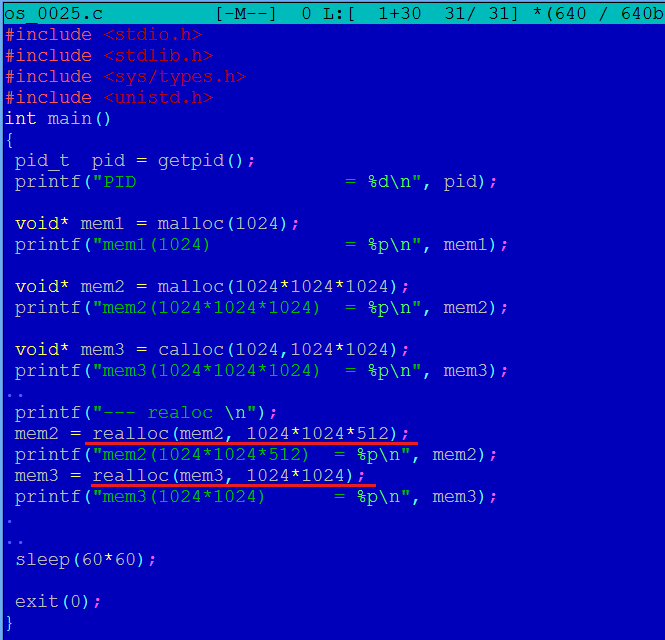 os_0025.c          [-M--]  0 L:[  1+30  31/ 31] *(640 / 640b
#include <stdio.h>
#include <stdlib.h>
#include <sys/types.h>
#include <unistd.h>
int main()
{
 pid_t  pid = getpid();
 printf("PID                   = %d\n", pid);

 void* mem1 = malloc(1024);
 printf("mem1(1024)            = %p\n", mem1);

 void* mem2 = malloc(1024*1024*1024);
 printf("mem2(1024*1024*1024)  = %p\n", mem2);

 void* mem3 = calloc(1024,1024*1024);
 printf("mem3(1024*1024*1024)  = %p\n", mem3);
..
 printf("--- realoc \n");
 mem2 = realloc(mem2, 1024*1024*512);
 printf("mem2(1024*1024*512)  = %p\n", mem2);
 mem3 = realloc(mem3, 1024*1024);
 printf("mem3(1024*1024)      = %p\n", mem3);
.
..
 sleep(60*60);

 exit(0);
}